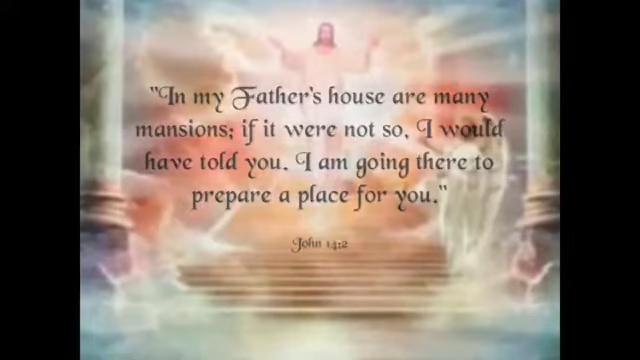 "In my Father's house are many
mansions; if it were not so, I would
have told you. I am going there to
prepare a place for you."
John 14:2